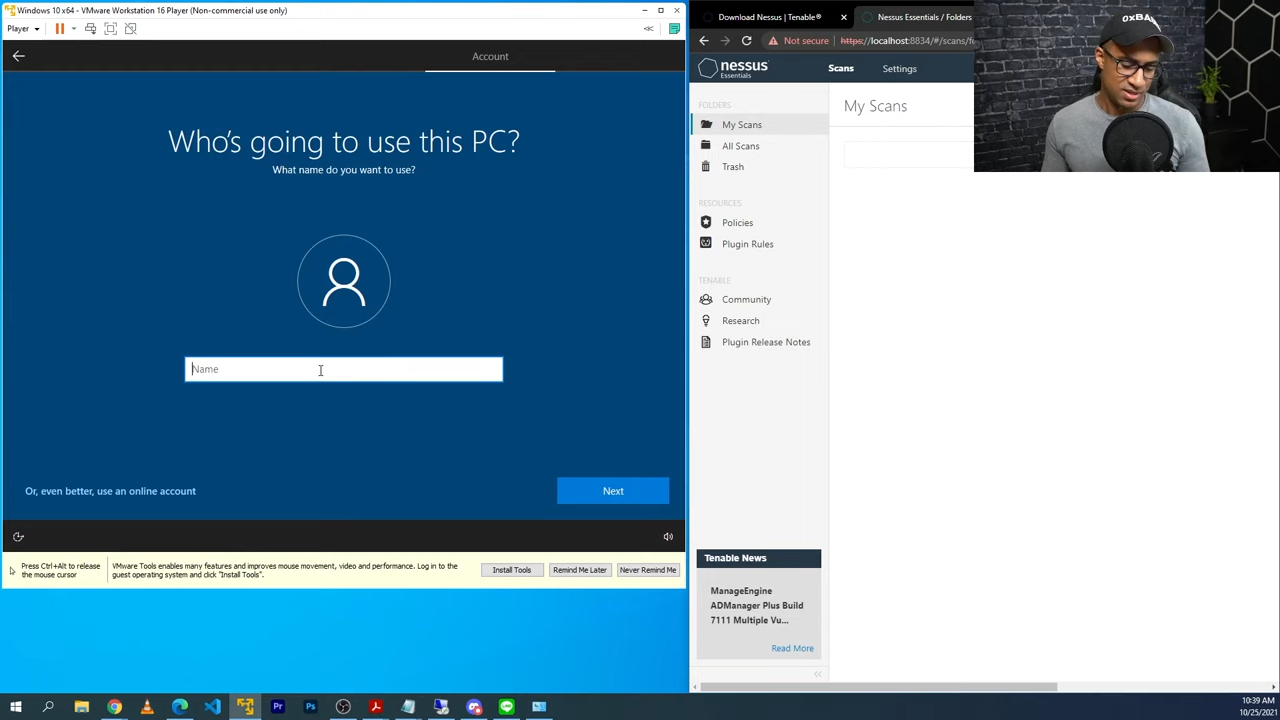 Windows 10 x64 - VMware Workstation 16 Player (Non-commercial use only)
Player
Account
Who's going to use this PC?
What name do you want to use?
Name
Or, even better, use an online account
Next
Press Ctrl+Alt to release
the mouse cursor
VMware Tools enables many features and improves mouse movement, video and performance. Log in to the
guest operating system and click "Install Tools".
Install Tools
Remind Me Later
Never Remind Me
Download Nessus | Tenable®
Nessus Essentials / Folders
Not secure
https://localhost:8834/#/scans/fo
nessus
Essentials
Scans
Settings
FOLDERS
My Scans
All Scans
Trash
RESOURCES
Policies
Plugin Rules
TENABLE
Community
Research
Plugin Release Notes
My Scans
Tenable News
ManageEngine
ADManager Plus Build
7111 Multiple Vu...
Read More
10:39 AM
10/25/2021